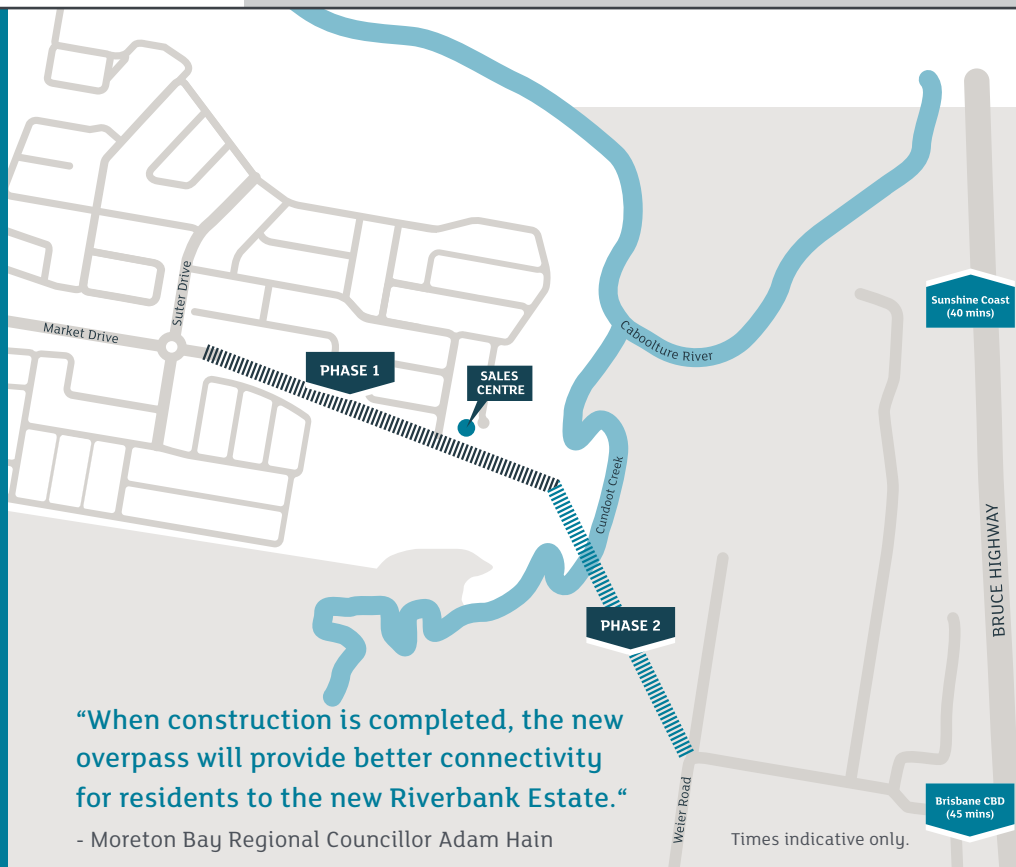 Suter Drive
Market Drive
PHASE 1
SALES
CENTRE
Caboolture River
Sunshine Coast
(40 mins)
Cundoot Creek
BRUCE HIGHWAY
PHASE 2
“When construction is completed, the new
overpass will provide better connectivity
for residents to the new Riverbank Estate.“
- Moreton Bay Regional Councillor Adam Hain
Weier Road
Times indicative only.
Brisbane CBD
(45 mins)